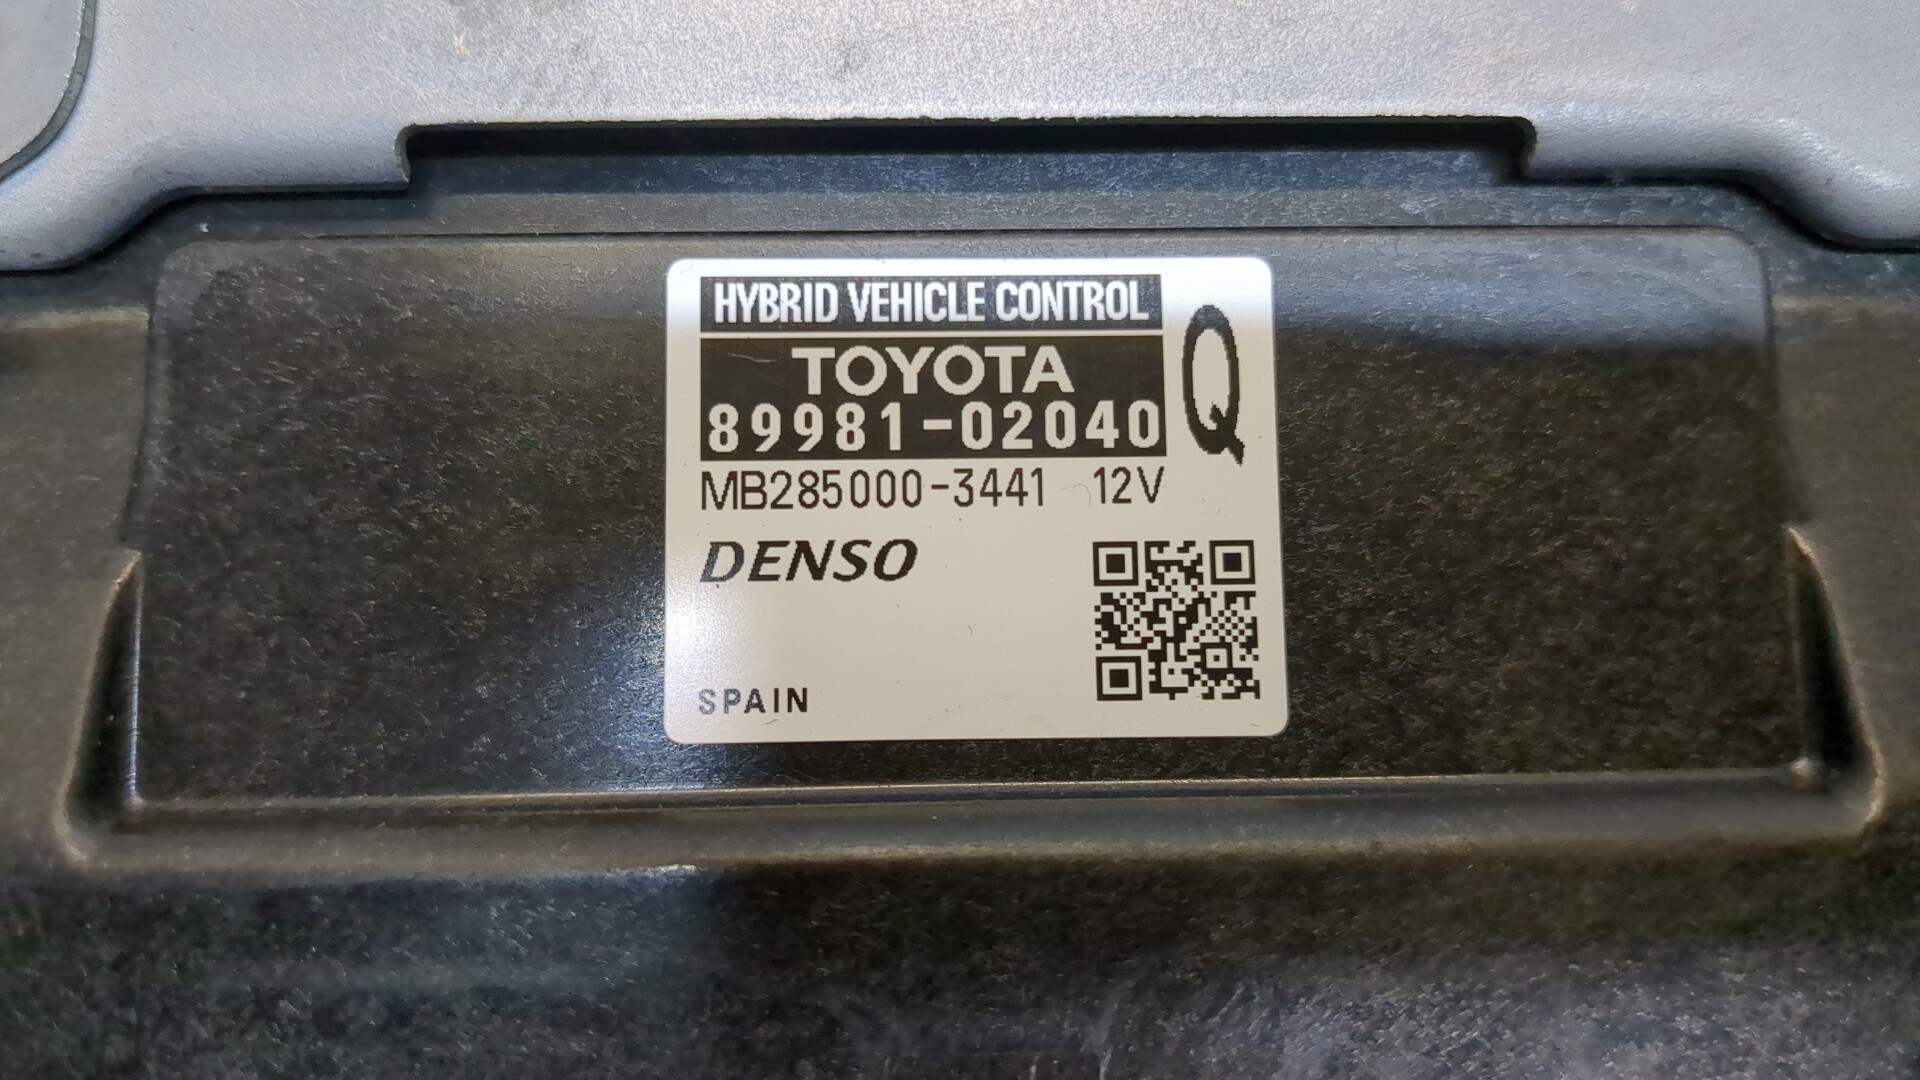 HYBRID VEHICLE CONTROL
TOYOTA
89981-02040
Q
MB285000-3441 12V
DENSO
SPAIN